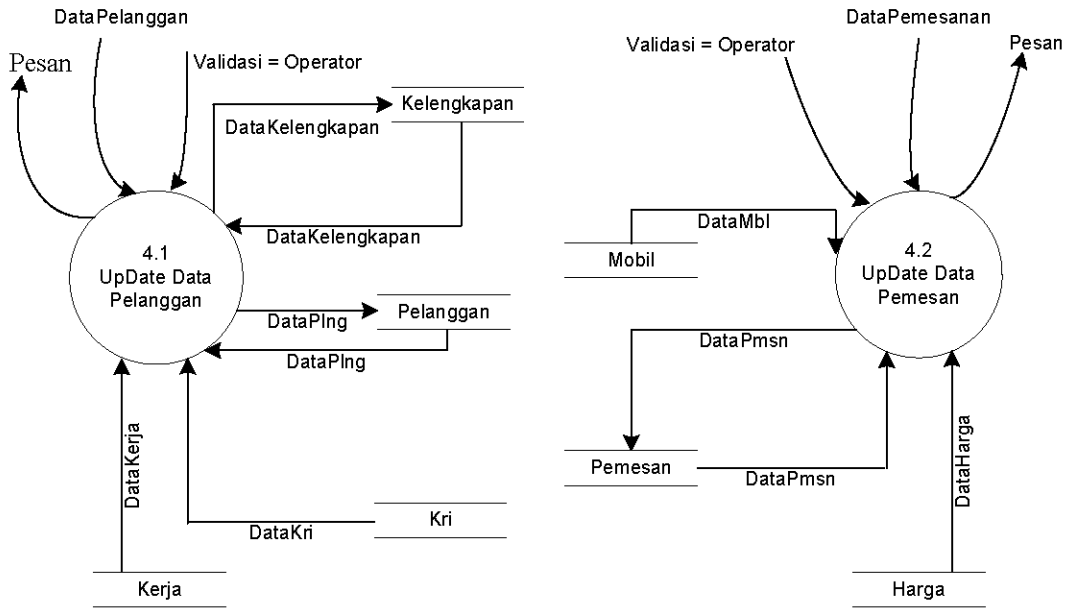 DataPelanggan
Pesan
Validasi = Operator
Kelengkapan
DataKelengkapan
DataKelengkapan
4.1
UpDate Data
Pelanggan
Pelanggan
DataPlng
DataPlng
DataKerja
Kri
DataKri
Kerja
DataPemesanan
Validasi = Operator
Pesan
DataMbl
Mobil
4.2
UpDate Data
Pemesan
DataPmsn
Pemesan
DataPmsn
DataHarga
Harga